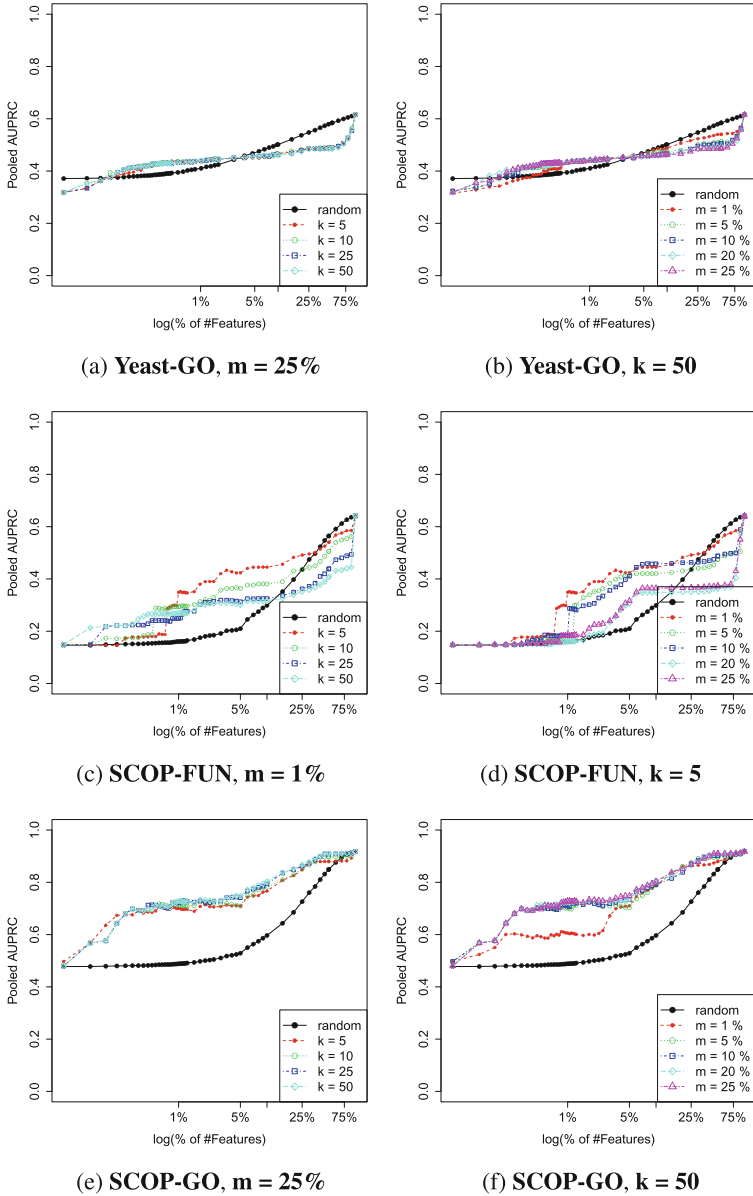 Pooled AUPRC
0.0 0.2 0.4 0.6 0.8 1.0
random
k = 5
k = 10
k = 25
k = 50
1% 5% 25% 75%
log(% of #Features)
(a) Yeast-GO, m = 25%
Pooled AUPRC
0.0 0.2 0.4 0.6 0.8 1.0
random
m = 1 %
m = 5 %
m = 10 %
m = 20 %
m = 25 %
1% 5% 25% 75%
log(% of #Features)
(b) Yeast-GO, k = 50
Pooled AUPRC
0.0 0.2 0.4 0.6 0.8 1.0
random
k = 5
k = 10
k = 25
k = 50
1% 5% 25% 75%
log(% of #Features)
(c) SCOP-FUN, m = 1%
Pooled AUPRC
0.0 0.2 0.4 0.6 0.8 1.0
random
m = 1 %
m = 5 %
m = 10 %
m = 20 %
m = 25 %
1% 5% 25% 75%
log(% of #Features)
(d) SCOP-FUN, k = 5
Pooled AUPRC
0.0 0.2 0.4 0.6 0.8 1.0
random
k = 5
k = 10
k = 25
k = 50
1% 5% 25% 75%
log(% of #Features)
(e) SCOP-GO, m = 25%
Pooled AUPRC
0.0 0.2 0.4 0.6 0.8 1.0
random
m = 1 %
m = 5 %
m = 10 %
m = 20 %
m = 25 %
1% 5% 25% 75%
log(% of #Features)
(f) SCOP-GO, k = 50